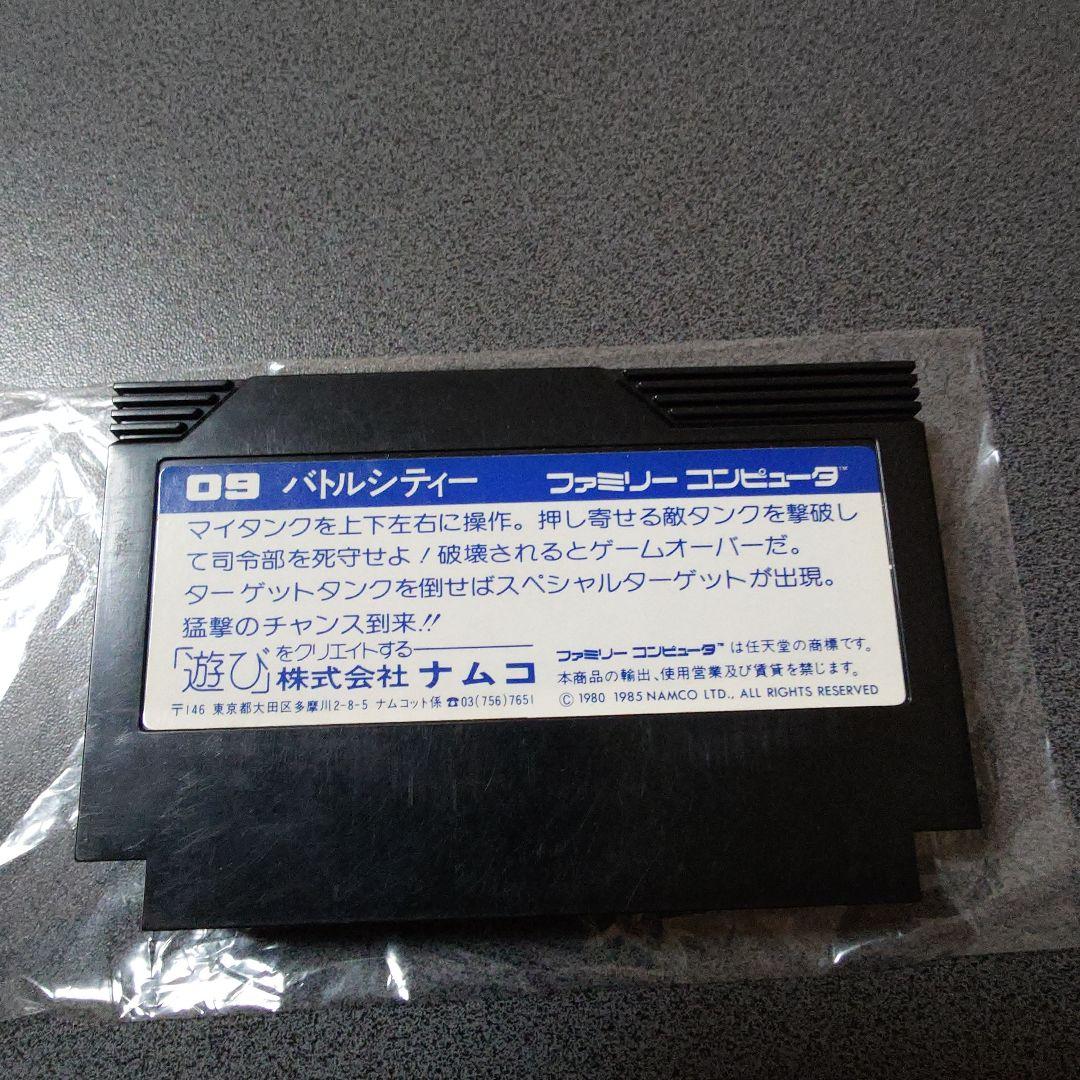 09 バトルシティー ファミリー コンピュータ™
マイタンクを上下左右に操作。押し寄せる敵タンクを撃破し
て司令部を死守せよ!破壊されるとゲームオーバーだ。
ターゲットタンクを倒せばスペシャルターゲットが出現。
猛撃のチャンス到来!!
「遊び」をクリエイトする
株式会社 ナムコ
〒146 東京都大田区多摩川2-8-5 ナムコット係 ☎03(756)7651
ファミリー コンピュータ™ は任天堂の商標です。
本商品の輸出、使用営業及び賃貸を禁じます。
© 1980 1985 NAMCO LTD., ALL RIGHTS RESERVED